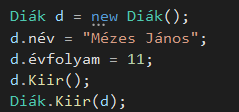 Diák d = new Diák();
d.név = "Mézes János";
d.évfolyam = 11;
d.Kiir();
Diák.Kiir(d);